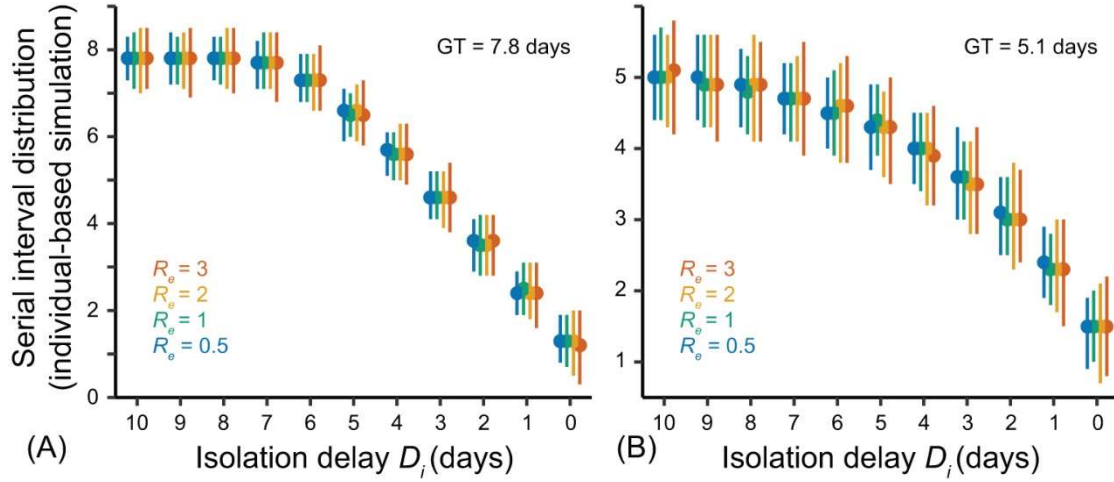 Serial interval distribution
(individual-based simulation)
8
6
4
2
0
GT = 7.8 days
Re = 3
Re = 2
Re = 1
Re = 0.5
10 9 8 7 6 5 4 3 2 1 0
(A) Isolation delay Di (days)
5
4
3
2
1
GT = 5.1 days
Re = 3
Re = 2
Re = 1
Re = 0.5
10 9 8 7 6 5 4 3 2 1 0
(B) Isolation delay Di (days)